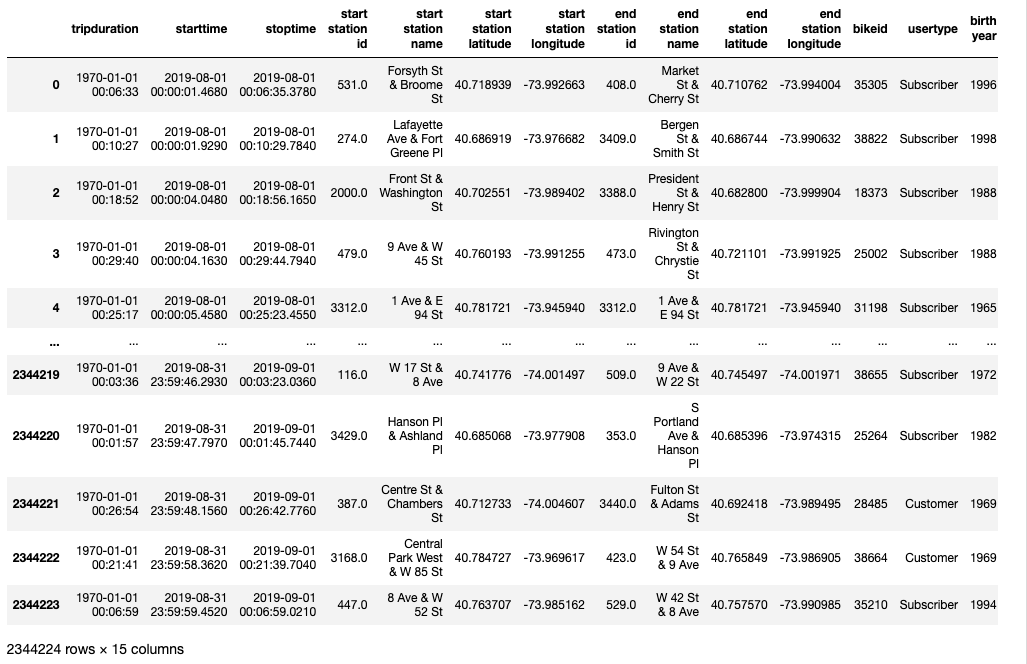 tripduration starttime stoptime start station id start station name start station latitude start station longitude end station id end station name end station latitude end station longitude bikeid usertype birth year
0 1970-01-01 00:06:33 2019-08-01 00:00:01.4680 2019-08-01 00:06:35.3780 531.0 Forsyth St & Broome St 40.718939 -73.992663 408.0 Market St & Cherry St 40.710762 -73.994004 35305 Subscriber 1996
1 1970-01-01 00:10:27 2019-08-01 00:00:01.9290 2019-08-01 00:10:29.7840 274.0 Lafayette Ave & Fort Greene Pl 40.686919 -73.976682 3409.0 Bergen St & Smith St 40.686744 -73.990632 38822 Subscriber 1998
2 1970-01-01 00:18:52 2019-08-01 00:00:04.0480 2019-08-01 00:18:56.1650 2000.0 Front St & Washington St 40.702551 -73.989402 3388.0 President St & Henry St 40.682800 -73.999904 18373 Subscriber 1988
3 1970-01-01 00:29:40 2019-08-01 00:00:04.1630 2019-08-01 00:29:44.7940 479.0 9 Ave & W 45 St 40.760193 -73.991255 473.0 Rivington St & Chrystie St 40.721101 -73.991925 25002 Subscriber 1988
4 1970-01-01 00:25:17 2019-08-01 00:00:05.4580 2019-08-01 00:25:23.4550 3312.0 1 Ave & E 94 St 40.781721 -73.945940 3312.0 1 Ave & E 94 St 40.781721 -73.945940 31198 Subscriber 1965
... ... ... ... ... ... ... ... ... ... ... ... ... ... ...
2344219 1970-01-01 00:03:36 2019-08-31 23:59:46.2930 2019-09-01 00:03:23.0360 116.0 W 17 St & 8 Ave 40.741776 -74.001497 509.0 9 Ave & W 22 St 40.745497 -74.001971 38655 Subscriber 1972
2344220 1970-01-01 00:01:57 2019-08-31 23:59:47.7970 2019-09-01 00:01:45.7440 3429.0 Hanson Pl & Ashland Pl 40.685068 -73.977908 353.0 S Portland Ave & Hanson Pl 40.685396 -73.974315 25264 Subscriber 1982
2344221 1970-01-01 00:26:54 2019-08-31 23:59:48.1560 2019-09-01 00:26:42.7760 387.0 Centre St & Chambers St 40.712733 -74.004607 3440.0 Fulton St & Adams St 40.692418 -73.989495 28485 Customer 1969
2344222 1970-01-01 00:21:41 2019-08-31 23:59:58.3620 2019-09-01 00:21:39.7040 3168.0 Central Park West & W 85 St 40.784727 -73.969617 423.0 W 54 St & 9 Ave 40.765849 -73.986905 38664 Customer 1969
2344223 1970-01-01 00:06:59 2019-08-31 23:59:59.4520 2019-09-01 00:06:59.0210 447.0 8 Ave & W 52 St 40.763707 -73.985162 529.0 W 42 St & 8 Ave 40.757570 -73.990985 35210 Subscriber 1994
2344224 rows × 15 columns